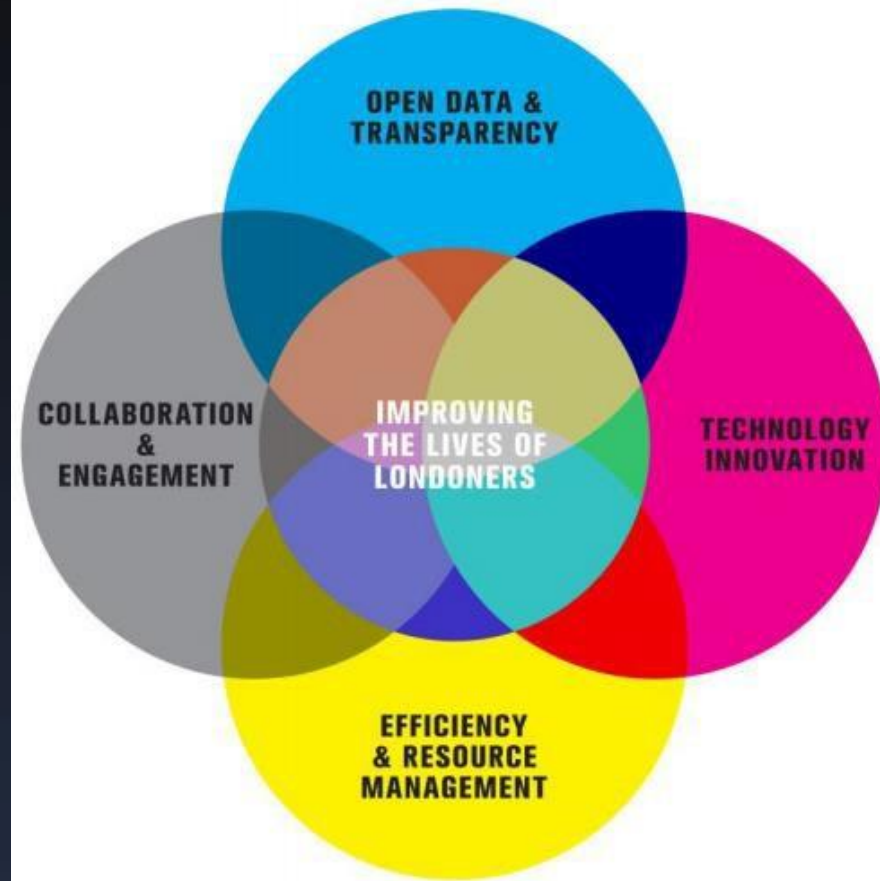 OPEN DATA &
TRANSPARENCY
COLLABORATION
&
ENGAGEMENT
IMPROVING
THE LIVES OF
LONDONERS
TECHNOLOGY
INNOVATION
EFFICIENCY
& RESOURCE
MANAGEMENT